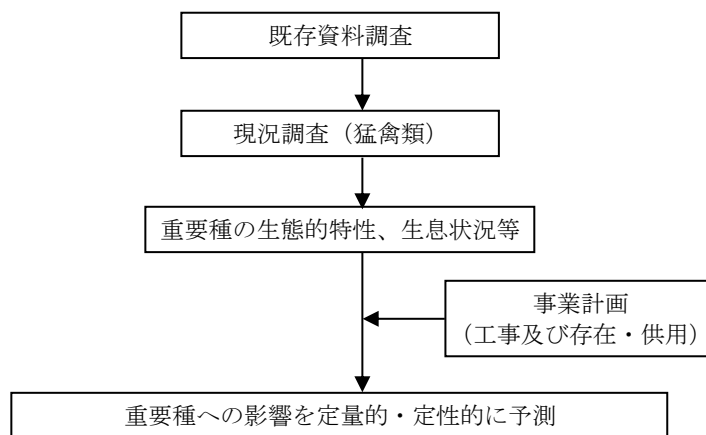 既存資料調査
現況調査（猛禽類）
重要種の生態的特性、生息状況等
事業計画
（工事及び存在・供用）
重要種への影響を定量的・定性的に予測